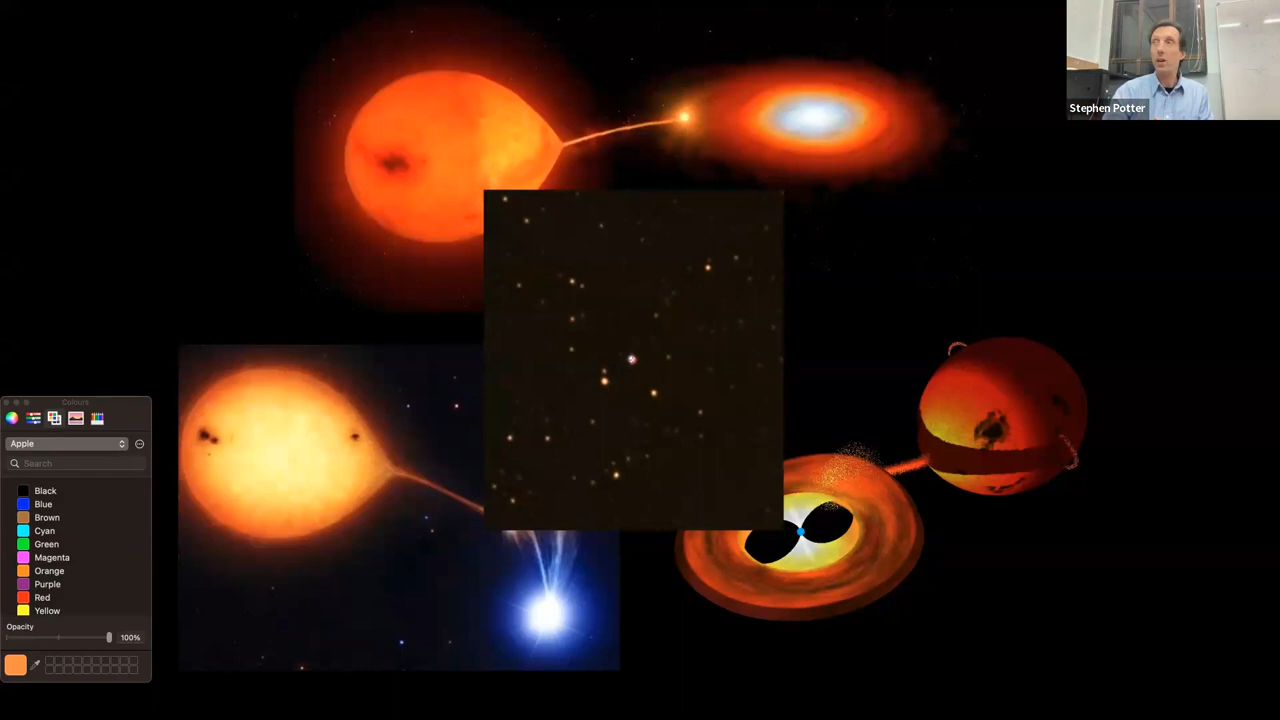 Stephen Potter
Colours
Apple
Search
Black
Blue
Brown
Cyan
Green
Magenta
Orange
Purple
Red
Yellow
Opacity
100%